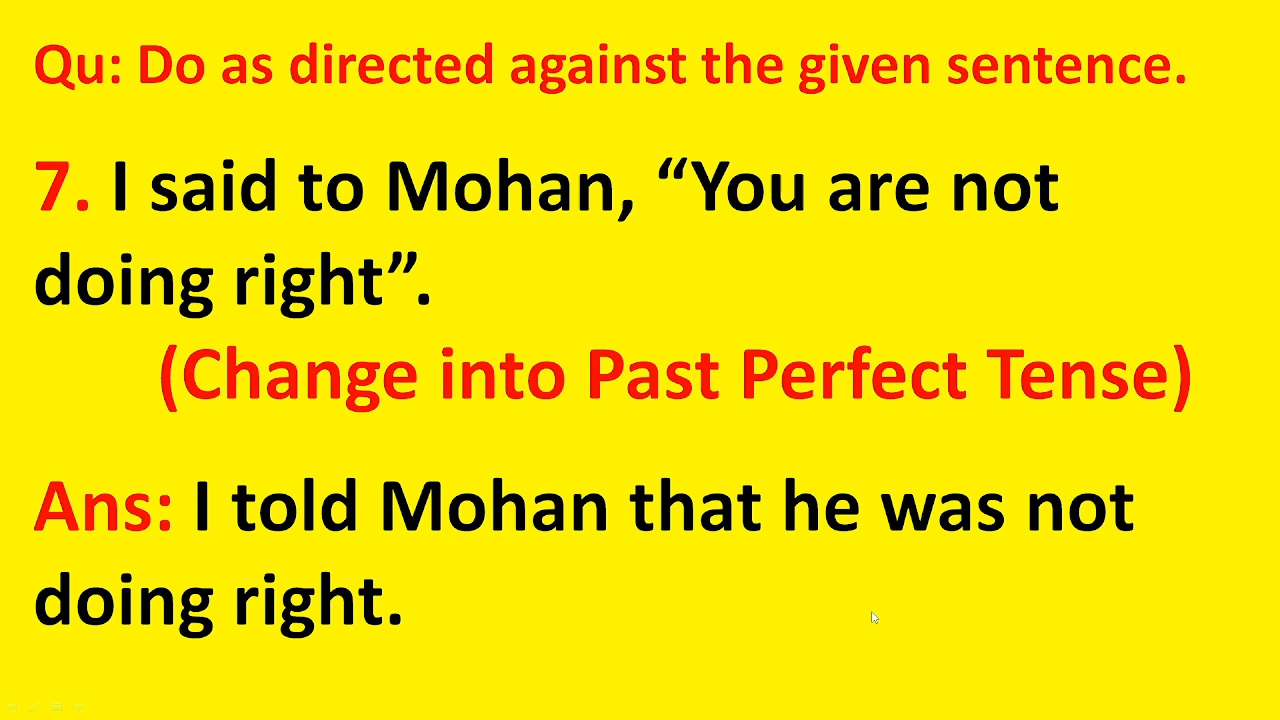 Qu: Do as directed against the given sentence.
7. I said to Mohan, “You are not
doing right”.
(Change into Past Perfect Tense)
Ans: I told Mohan that he was not
doing right.